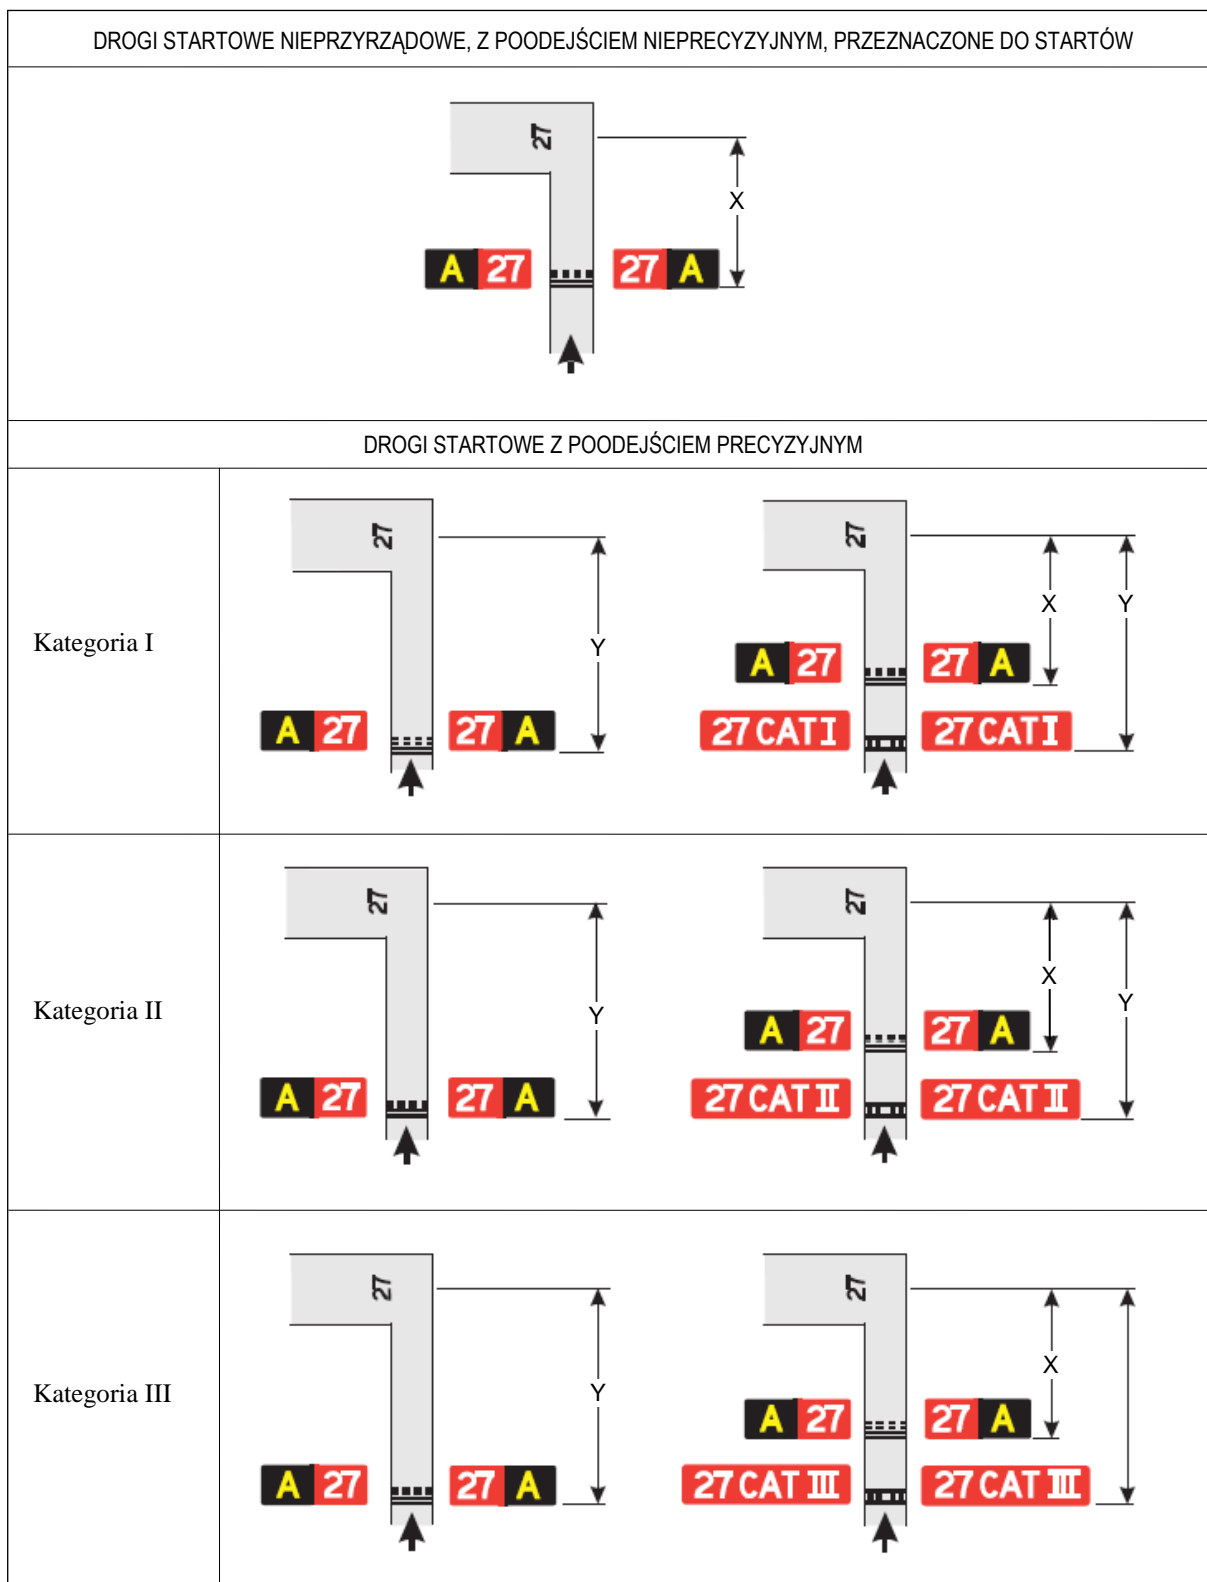 DROGI STARTOWE NIEPRZYRZĄDOWE, Z POODEJŚCIEM NIEPRECYZYJNYM, PRZEZNACZONE DO STARTÓW
27
X
A 27 27 A
DROGI STARTOWE Z POODEJŚCIEM PRECYZYJNYM
Kategoria I
27
Y
A 27 27 A
27
X Y
A 27 27 A
27 CAT I 27 CAT I
Kategoria II
27
Y
A 27 27 A
27
X Y
A 27 27 A
27 CAT II 27 CAT II
Kategoria III
27
Y
A 27 27 A
27
X
A 27 27 A
27 CAT III 27 CAT III